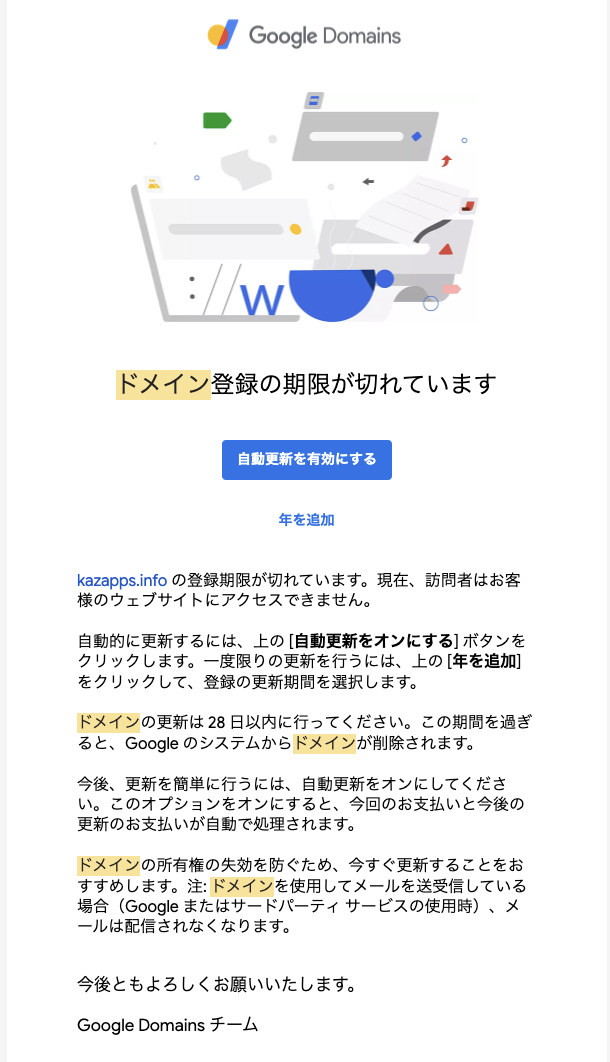 Google Domains
W
ドメイン登録の期限が切れています
自動更新を有効にする
年を追加
kazapps.info の登録期限が切れています。現在、訪問者はお客
様のウェブサイトにアクセスできません。
自動的に更新するには、上の [自動更新をオンにする] ボタンを
クリックします。一度限りの更新を行うには、上の [年を追加]
をクリックして、登録の更新期間を選択します。
ドメインの更新は 28 日以内に行ってください。この期間を過ぎ
ると、Google のシステムからドメインが削除されます。
今後、更新を簡単に行うには、自動更新をオンにしてくださ
い。このオプションをオンにすると、今回のお支払いと今後の
更新のお支払いが自動で処理されます。
ドメインの所有権の失効を防ぐため、今すぐ更新することをお
すすめします。注: ドメインを使用してメールを送受信している
場合（Google またはサードパーティ サービスの使用時）、メ
ールは配信されなくなります。
今後ともよろしくお願いいたします。
Google Domains チーム